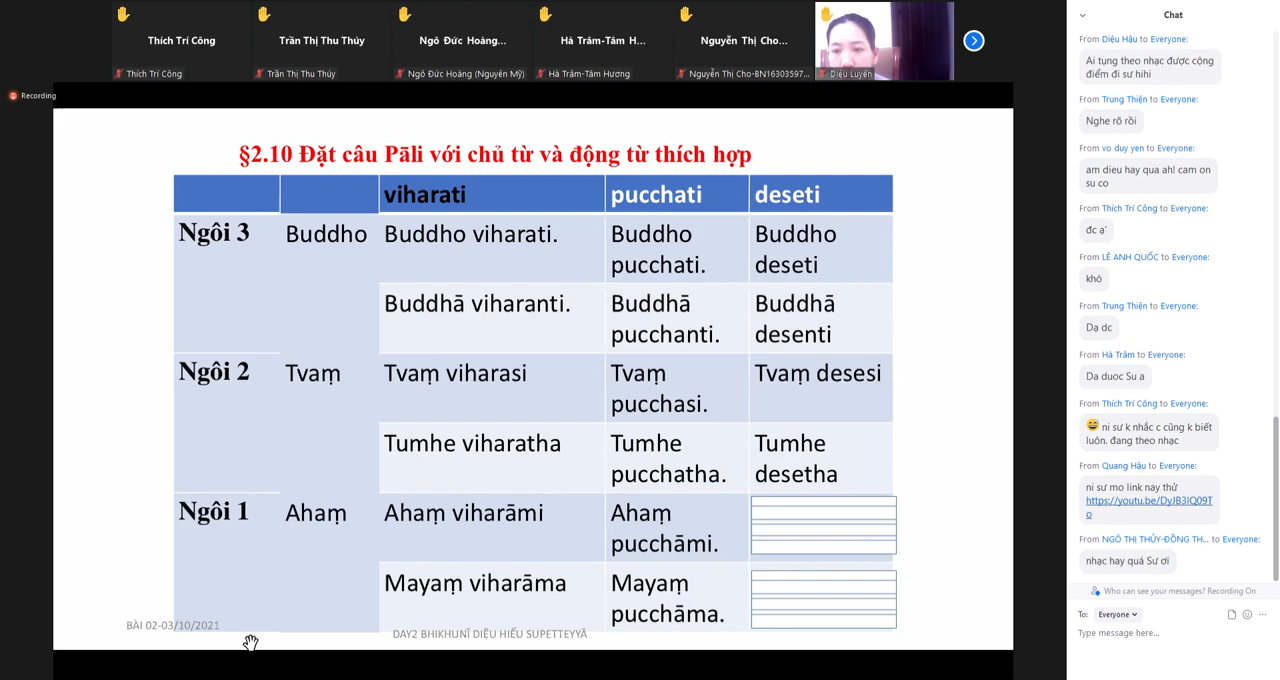 Thích Trí Công
Trần Thị Thu Thúy
Ngô Đức Hoàng...
Hà Trâm-Tâm H...
Nguyễn Thị Cho...
Thích Trí Công
Trần Thị Thu Thúy
Ngô Đức Hoằng (Nguyên Mỹ)
Hà Trâm-Tâm Hương
Nguyễn Thị Cho-BN16303597...
Diệu Luyến
Recording
§2.10 Đặt câu Pāli với chủ từ và động từ thích hợp
viharati
pucchati
deseti
Ngôi 3
Buddho
Buddho viharati.
Buddho
pucchati.
Buddho
deseti
Buddhā viharanti.
Buddhā
pucchanti.
Buddhā
desenti
Ngôi 2
Tvaṃ
Tvaṃ viharasi
Tvaṃ
pucchasi.
Tvaṃ desesi
Tumhe viharatha
Tumhe
pucchatha.
Tumhe
desetha
Ngôi 1
Ahaṃ
Ahaṃ viharāmi
Ahaṃ
pucchāmi.
Mayaṃ viharāma
Mayaṃ
pucchāma.
BÀI 02-03/10/2021
DAY2 BHIKHUNĪ DIỆU HIẾU SUPETTEYYĀ
Chat
From Diệu Hậu to Everyone:
Ai tụng theo nhạc được cộng
điểm đi sư hihi
From Trung Thiện to Everyone:
Nghe rõ rồi
From vo duy yen to Everyone:
am dieu hay qua ah! cam on
su co
From Thích Trí Công to Everyone:
đc ạ'
From LÊ ANH QUỐC to Everyone:
khó
From Trung Thiện to Everyone:
Dạ dc
From Hà Trâm to Everyone:
Da duoc Su a
From Thích Trí Công to Everyone:
ni sư k nhắc c cũng k biết
luôn. đang theo nhạc
From Quang Hậu to Everyone:
ni sư mo link nay thử
https://youtu.be/DyJB3IQ09T
o
From NGÔ THỊ THỦY-ĐỒNG TH... to Everyone:
nhạc hay quá Sư ơi
Who can see your messages? Recording On
To: Everyone
Type message here...